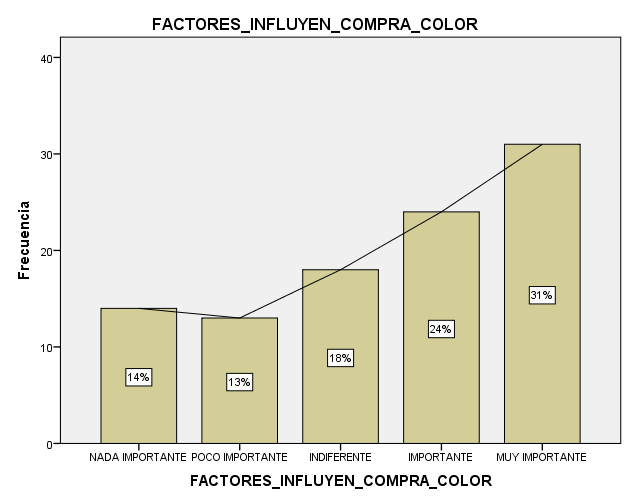 FACTORES_INFLUYEN_COMPRA_COLOR
40
30
20
10
0
Frecuencia
14%
13%
18%
24%
31%
NADA IMPORTANTE POCO IMPORTANTE INDIFERENTE IMPORTANTE MUY IMPORTANTE
FACTORES_INFLUYEN_COMPRA_COLOR